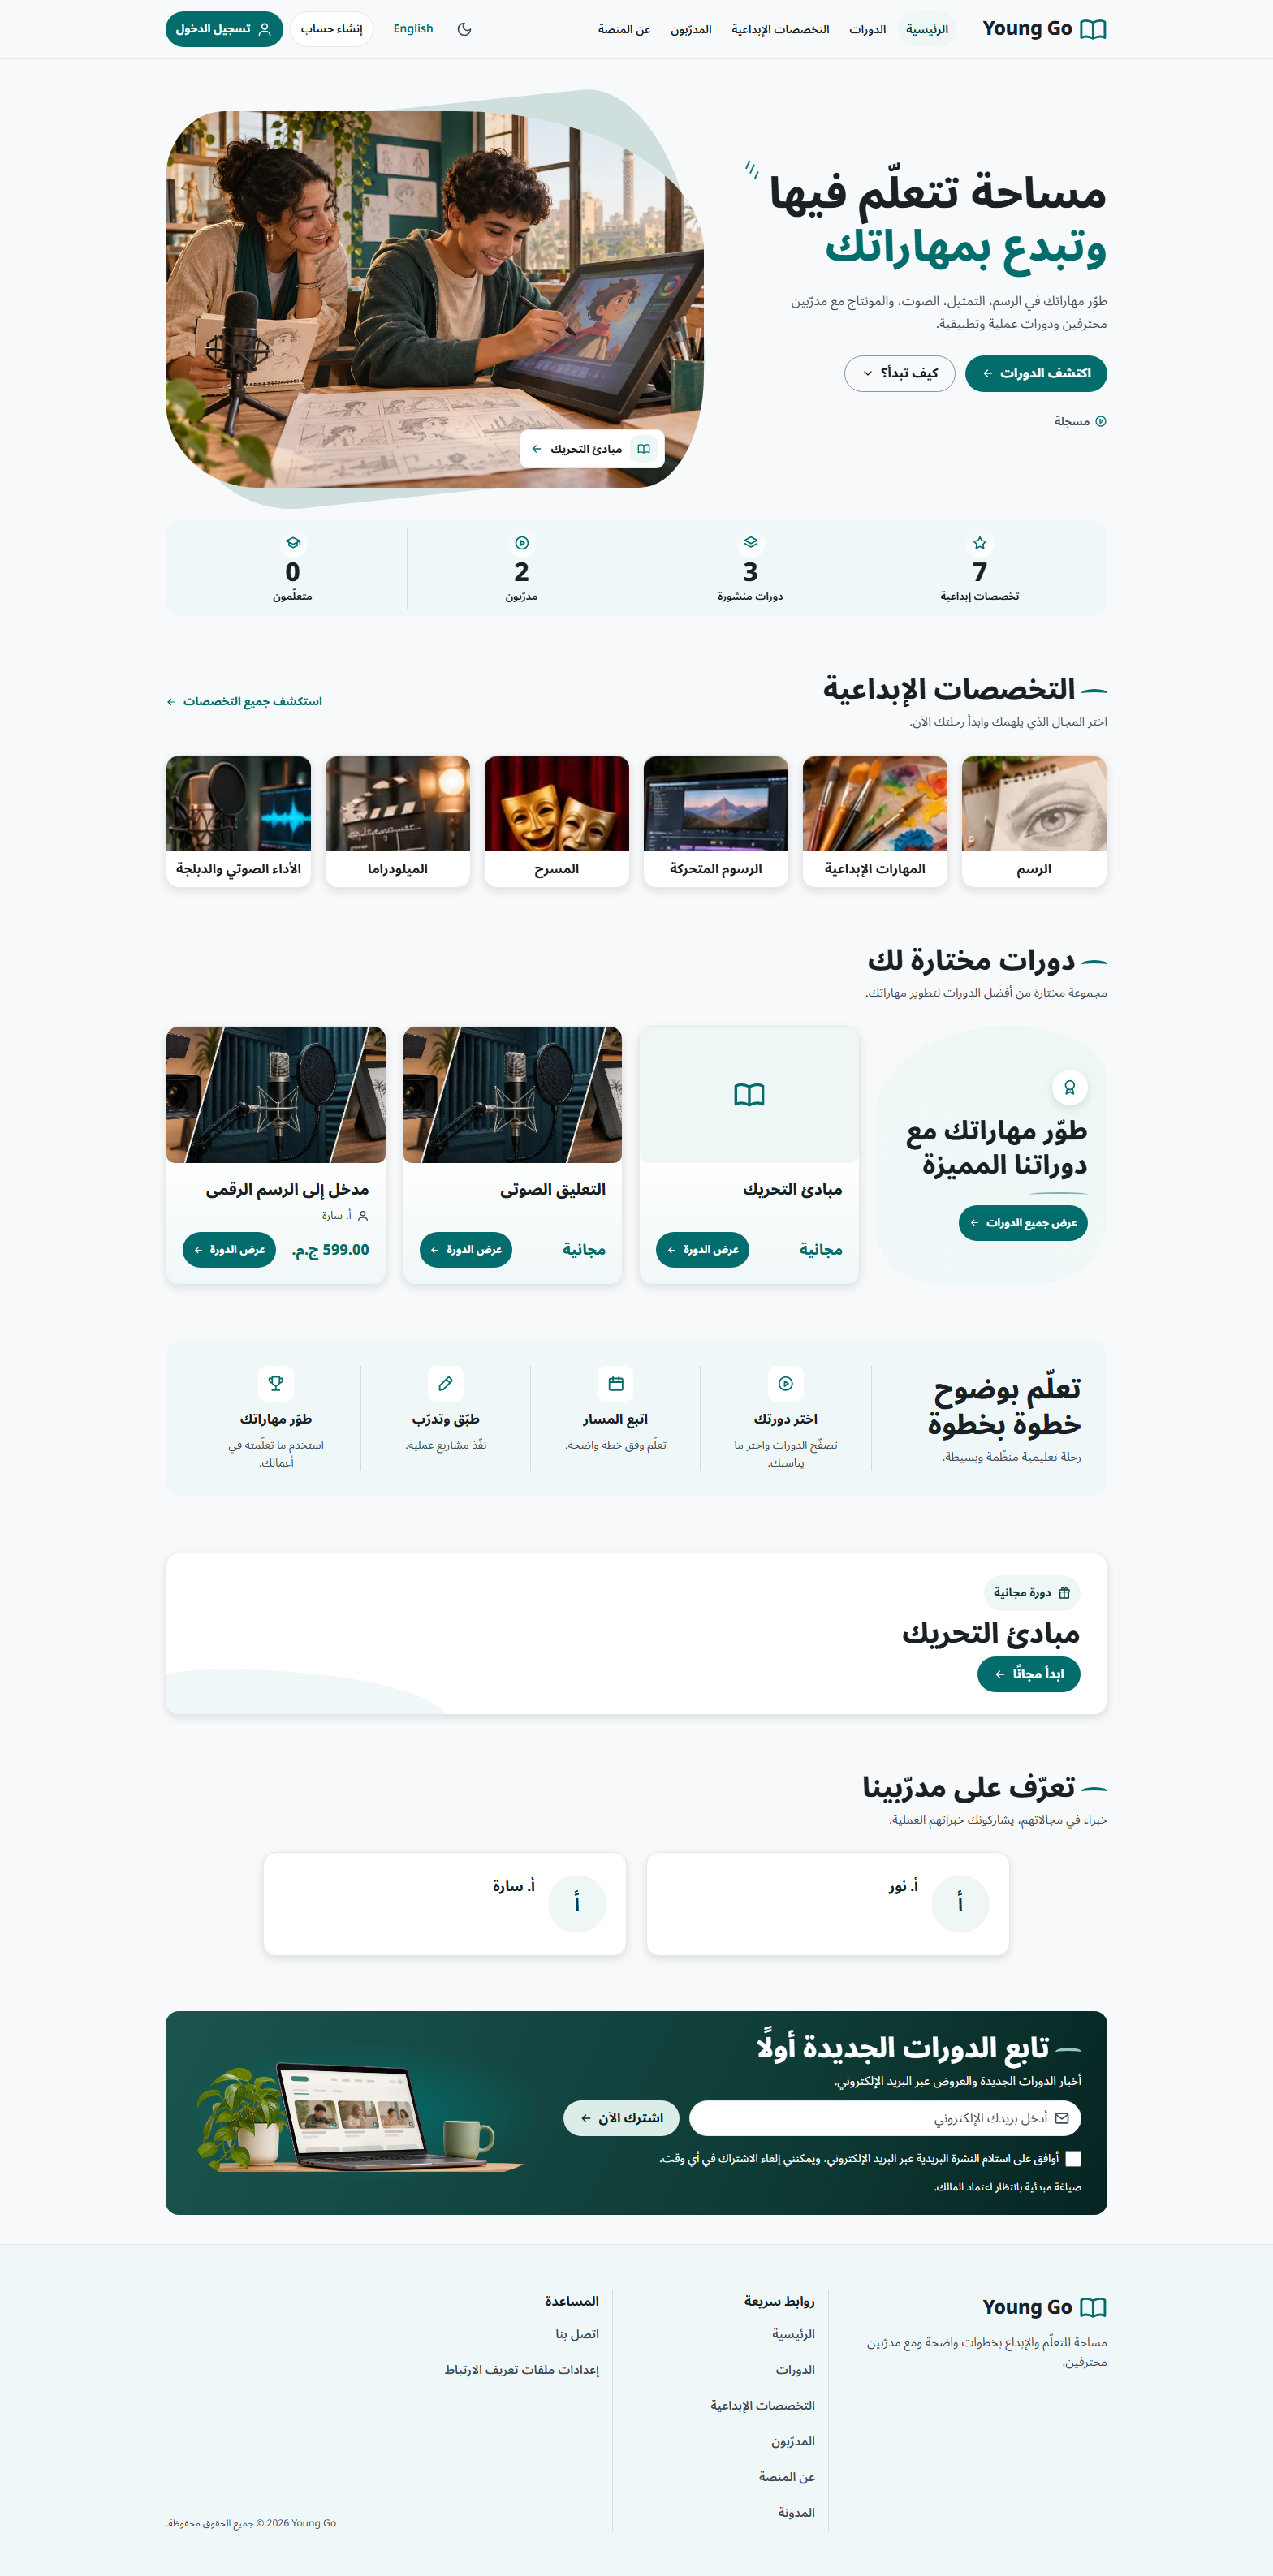 Young Go
الرئيسية
الدورات
التخصصات الإبداعية
المدرّبون
عن المنصة
English
إنشاء حساب
تسجيل الدخول
مساحة تتعلّم فيها
وتبدع بمهاراتك
طوّر مهاراتك في الرسم، التمثيل، الصوت، والمونتاج مع مدرّبين
محترفين ودورات عملية وتطبيقية.
اكتشف الدورات
كيف تبدأ؟
مسجلة
مبادئ التحريك
7
تخصصات إبداعية
3
دورات منشورة
2
مدرّبون
0
متعلّمون
التخصصات الإبداعية
اختر المجال الذي يلهمك وابدأ رحلتك الآن.
استكشف جميع التخصصات
الرسم
المهارات الإبداعية
الرسوم المتحركة
المسرح
الميلودراما
الأداء الصوتي والدبلجة
دورات مختارة لك
مجموعة مختارة من أفضل الدورات لتطوير مهاراتك.
طوّر مهاراتك مع
دوراتنا المميزة
عرض جميع الدورات
مبادئ التحريك
مجانية
عرض الدورة
التعليق الصوتي
مجانية
عرض الدورة
مدخل إلى الرسم الرقمي
أ. سارة
599.00 ج.م.
عرض الدورة
تعلّم بوضوح
خطوة بخطوة
رحلة تعليمية منظّمة وبسيطة.
اختر دورتك
تصفّح الدورات واختر ما
يناسبك.
اتبع المسار
تعلّم وفق خطة واضحة.
طبّق وتدرّب
نفّذ مشاريع عملية.
طوّر مهاراتك
استخدم ما تعلّمته في
أعمالك.
دورة مجانية
مبادئ التحريك
ابدأ مجانًا
تعرّف على مدرّبينا
خبراء في مجالاتهم، يشاركونك خبراتهم العملية.
أ
أ. نور
أ
أ. سارة
تابع الدورات الجديدة أولًا
أخبار الدورات الجديدة والعروض عبر البريد الإلكتروني.
أدخل بريدك الإلكتروني
اشترك الآن
أوافق على استلام النشرة البريدية عبر البريد الإلكتروني، ويمكنني إلغاء الاشتراك في أي وقت.
صياغة مبدئية بانتظار اعتماد المالك.
Young Go
مساحة للتعلّم والإبداع بخطوات واضحة ومع مدرّبين
محترفين.
روابط سريعة
الرئيسية
الدورات
التخصصات الإبداعية
المدرّبون
عن المنصة
المدونة
المساعدة
اتصل بنا
إعدادات ملفات تعريف الارتباط
Young Go 2026 © جميع الحقوق محفوظة.